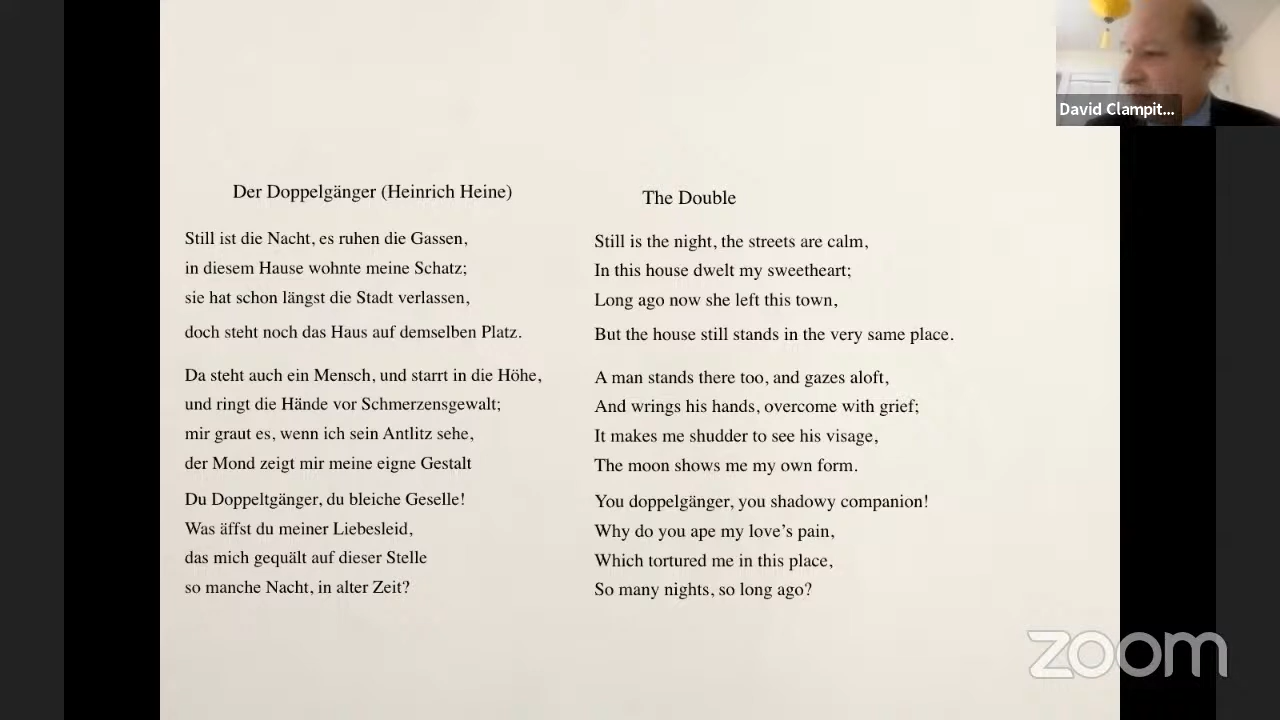 David Clampit...
Der Doppelgänger (Heinrich Heine)
Still ist die Nacht, es ruhen die Gassen,
in diesem Hause wohnte meine Schatz;
sie hat schon längst die Stadt verlassen,
doch steht noch das Haus auf demselben Platz.
Da steht auch ein Mensch, und starrt in die Höhe,
und ringt die Hände vor Schmerzensgewalt;
mir graut es, wenn ich sein Antlitz sehe,
der Mond zeigt mir meine eigne Gestalt
Du Doppeltgänger, du bleiche Geselle!
Was äffst du meiner Liebesleid,
das mich gequält auf dieser Stelle
so manche Nacht, in alter Zeit?
The Double
Still is the night, the streets are calm,
In this house dwelt my sweetheart;
Long ago now she left this town,
But the house still stands in the very same place.
A man stands there too, and gazes aloft,
And wrings his hands, overcome with grief;
It makes me shudder to see his visage,
The moon shows me my own form.
You doppelgänger, you shadowy companion!
Why do you ape my love's pain,
Which tortured me in this place,
So many nights, so long ago?
zoom